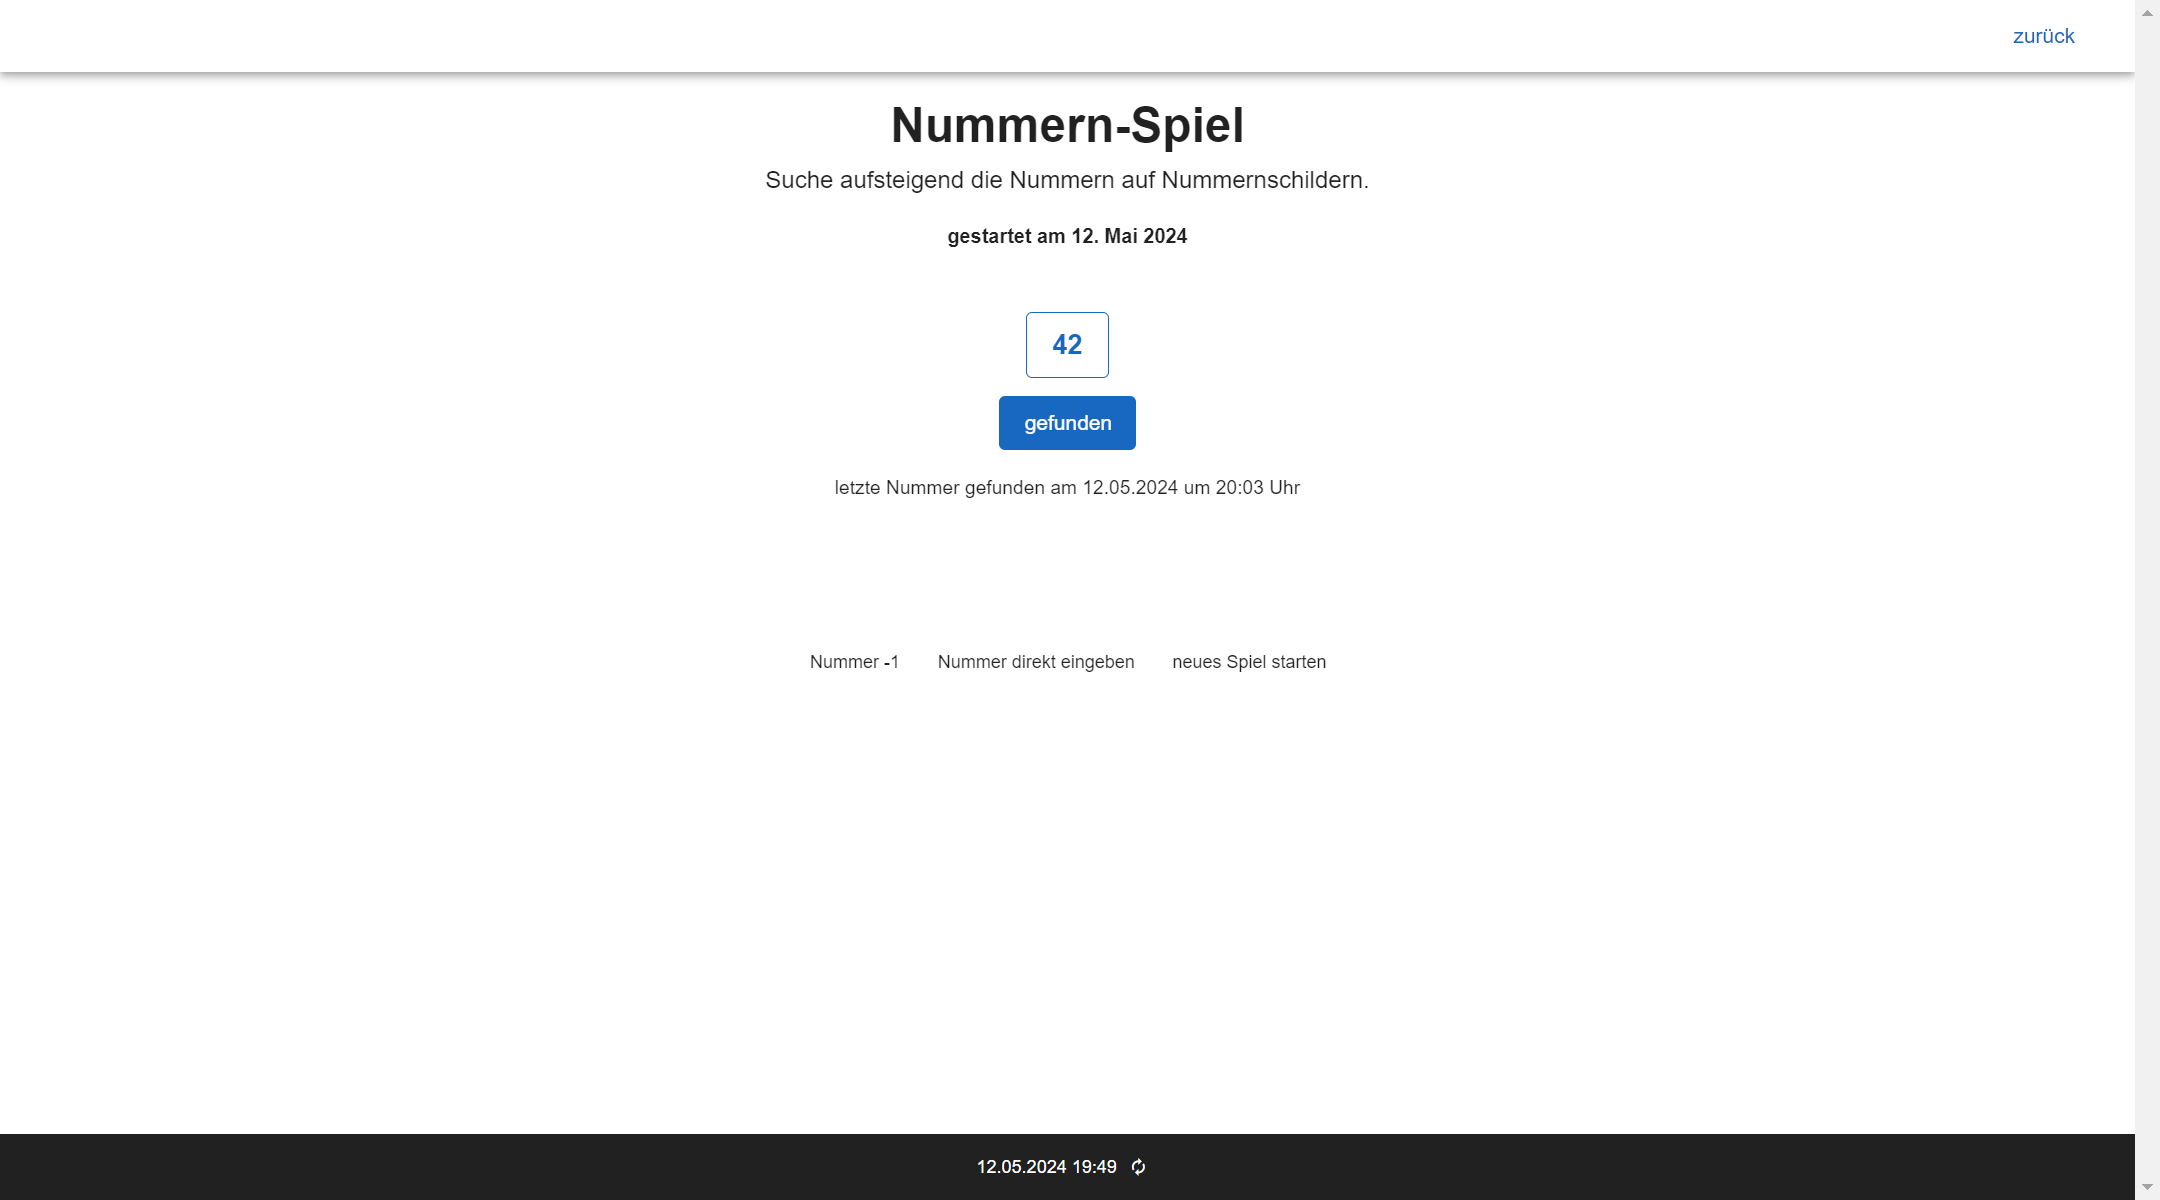 zurück
Nummern-Spiel
Suche aufsteigend die Nummern auf Nummernschildern.
gestartet am 12. Mai 2024
42
gefunden
letzte Nummer gefunden am 12.05.2024 um 20:03 Uhr
Nummer -1 Nummer direkt eingeben neues Spiel starten
12.05.2024 19:49